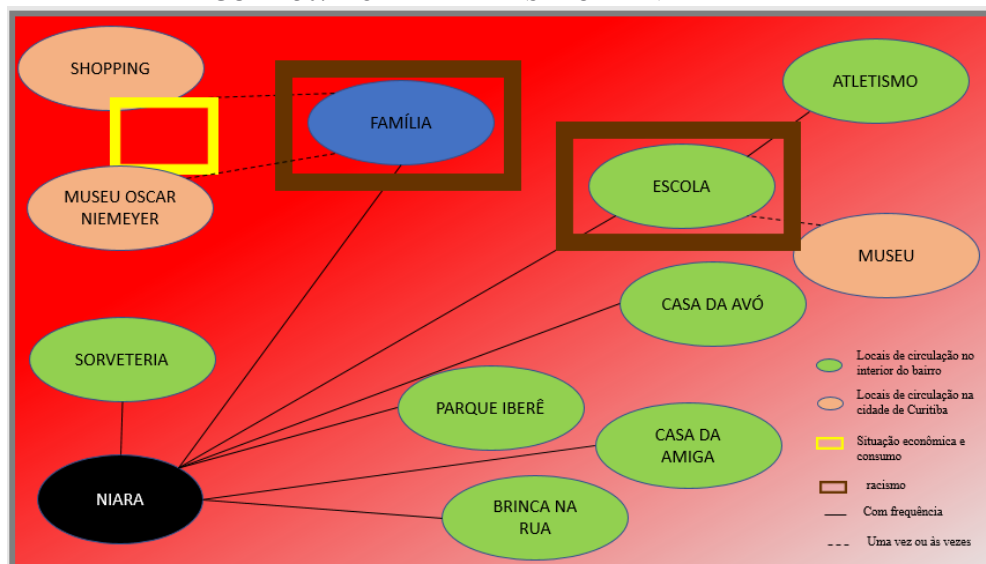 SHOPPING
FAMÍLIA
ATLETISMO
MUSEU OSCAR
NIEMEYER
ESCOLA
MUSEU
CASA DA AVÓ
SORVETERIA
PARQUE IBERÊ
CASA DA
AMIGA
NIARA
BRINCA NA
RUA
Locais de circulação no
interior do bairro
Locais de circulação na
cidade de Curitiba
Situação econômica e
consumo
racismo
Com frequência
Uma vez ou às vezes